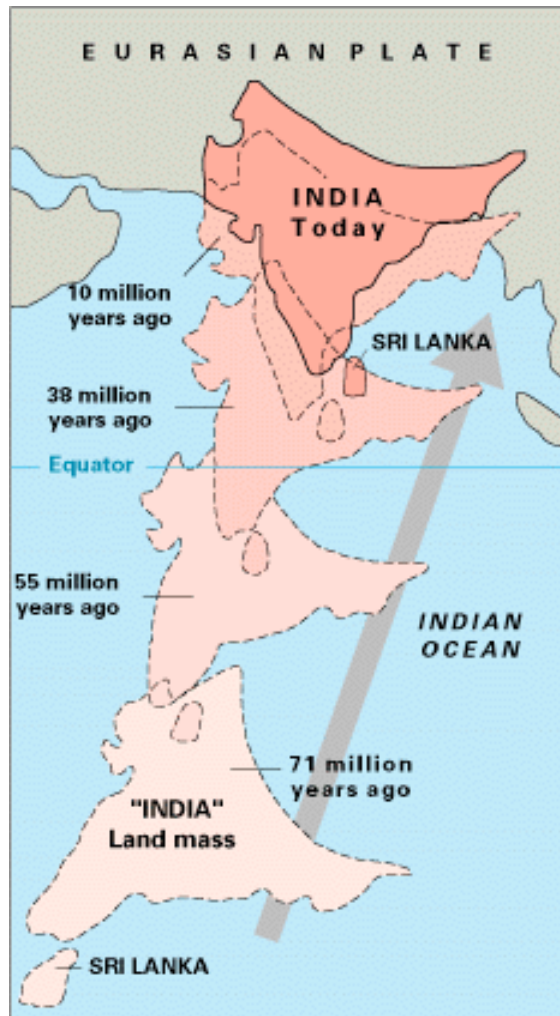 EURASIAN PLATE
INDIA
Today
10 million
years ago
SRI LANKA
38 million
years ago
Equator
55 million
years ago
INDIAN
OCEAN
71 million
years ago
"INDIA"
Land mass
SRI LANKA